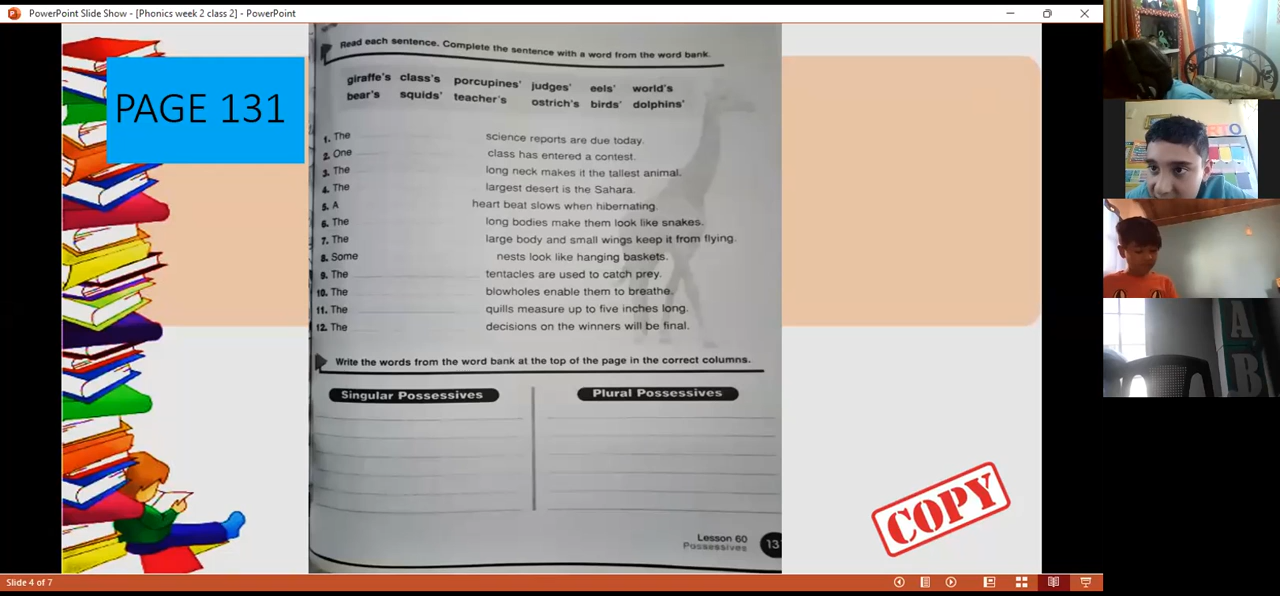 PowerPoint Slide Show - [Phonics week 2 class 2] - PowerPoint
PAGE 131
Read each sentence. Complete the sentence with a word from the word bank.
giraffe's class's porcupines' judges' eels' world's
bear's squids' teacher's ostrich's birds' dolphins'
1. The science reports are due today.
2. One class has entered a contest.
3. The long neck makes it the tallest animal.
4. The largest desert is the Sahara.
5. A heart beat slows when hibernating.
6. The long bodies make them look like snakes.
7. The large body and small wings keep it from flying.
8. Some nests look like hanging baskets.
9. The tentacles are used to catch prey.
10. The blowholes enable them to breathe.
11. The quills measure up to five inches long.
12. The decisions on the winners will be final.
Write the words from the word bank at the top of the page in the correct columns.
Singular Possessives Plural Possessives
Lesson 60
Possessives
COPY
A
B
Slide 4 of 7